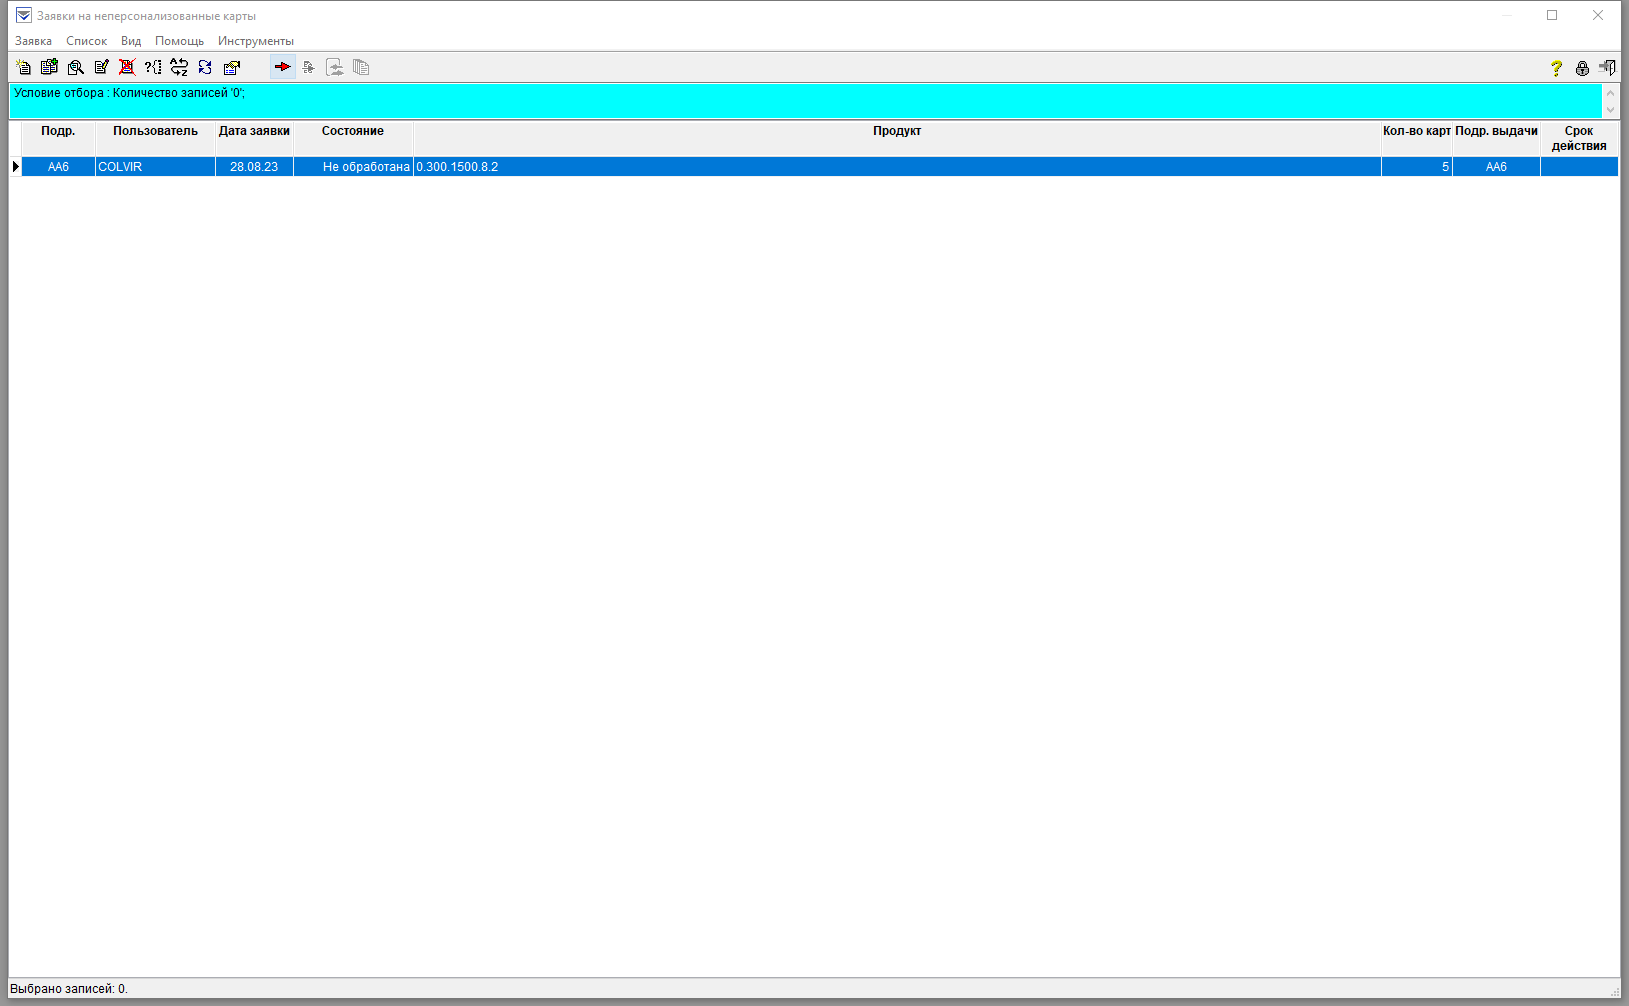 Заявки на неперсонализованные карты
Заявка Список Вид Помощь Инструменты
Условие отбора : Количество записей '0';
Подр. Пользователь Дата заявки Состояние Продукт Кол-во карт Подр. выдачи Срок действия
AA6 COLVIR 28.08.23 Не обработана 0.300.1500.8.2 5 AA6
Выбрано записей: 0.